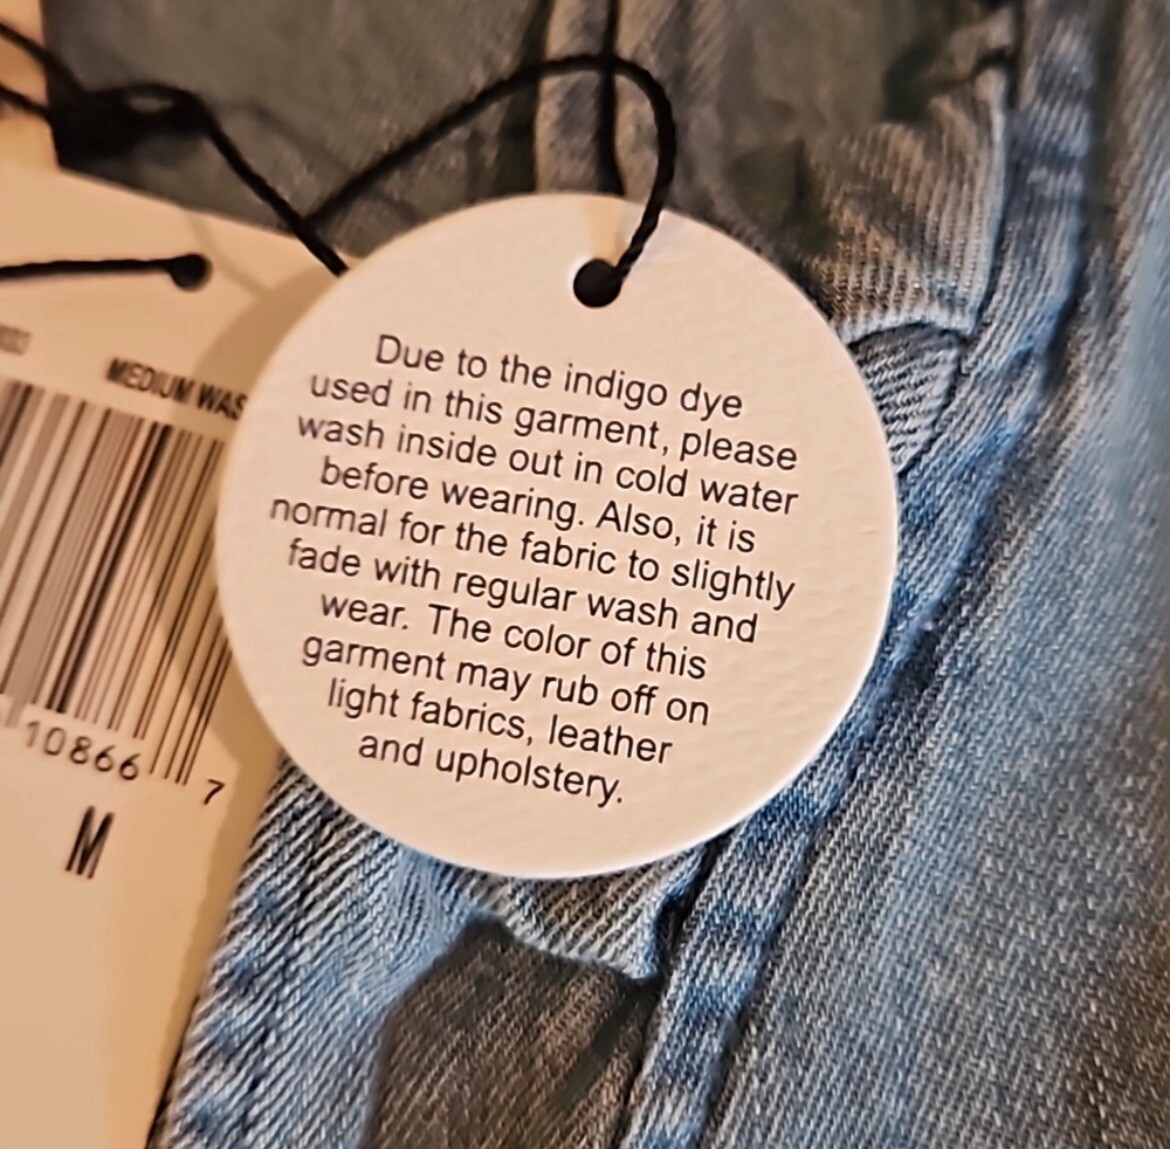 MEDIUM WAS
10866 7
M
Due to the indigo dye
used in this garment, please
wash inside out in cold water
before wearing. Also, it is
normal for the fabric to slightly
fade with regular wash and
wear. The color of this
garment may rub off on
light fabrics, leather
and upholstery.